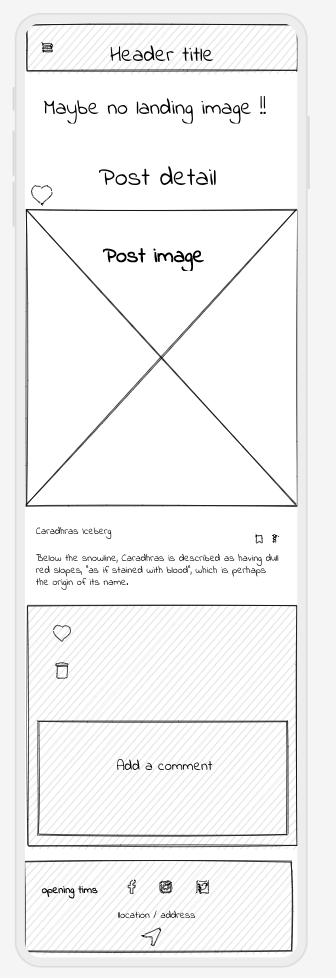 Header title
Maybe no landing image !!
Post detail
Post image
Caradhras Iceberg
Below the snowline, Caradhras is described as having dull
red slopes, "as if stained with blood", which is perhaps
the origin of its name.
Add a comment
opening tims
location / address